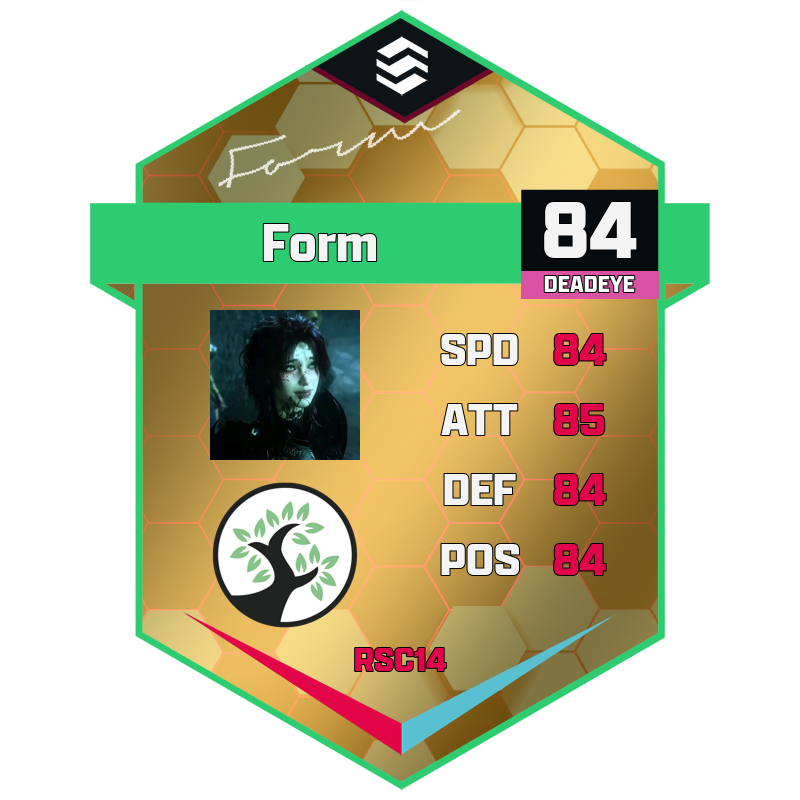 Form
Form 84
DEADEYE
SPD 84
ATT 85
DEF 84
POS 84
RSC14